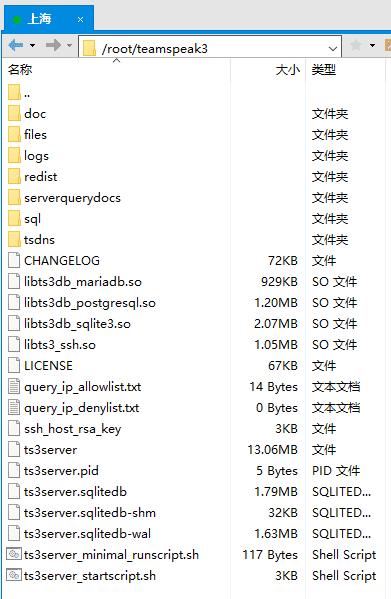 上海 ×
/root/teamspeak3
名称 大小 类型
..
doc 文件夹
files 文件夹
logs 文件夹
redist 文件夹
serverquerydocs 文件夹
sql 文件夹
tsdns 文件夹
CHANGELOG 72KB 文件
libts3db_mariadb.so 929KB SO 文件
libts3db_postgresql.so 1.20MB SO 文件
libts3db_sqlite3.so 2.07MB SO 文件
libts3_ssh.so 1.05MB SO 文件
LICENSE 67KB 文件
query_ip_allowlist.txt 14 Bytes 文本文档
query_ip_denylist.txt 0 Bytes 文本文档
ssh_host_rsa_key 3KB 文件
ts3server 13.06MB 文件
ts3server.pid 5 Bytes PID 文件
ts3server.sqlitedb 1.79MB SQLITED...
ts3server.sqlitedb-shm 32KB SQLITED...
ts3server.sqlitedb-wal 1.63MB SQLITED...
ts3server_minimal_runscript.sh 117 Bytes Shell Script
ts3server_startscript.sh 3KB Shell Script